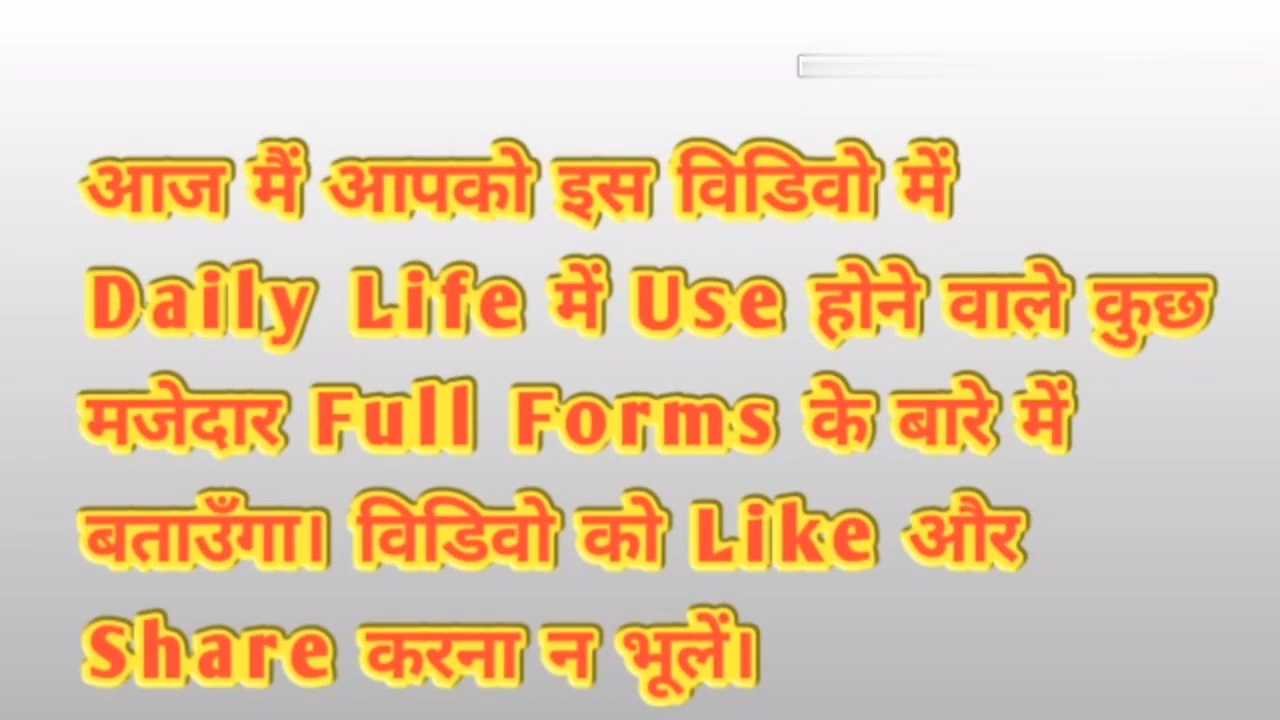 आज मैं आपको इस विडिवो में
Daily Life में Use होने वाले कुछ
मजेदार Full Forms के बारे में
बताउँगा। विडिवो को Like और
Share करना न भूलें।